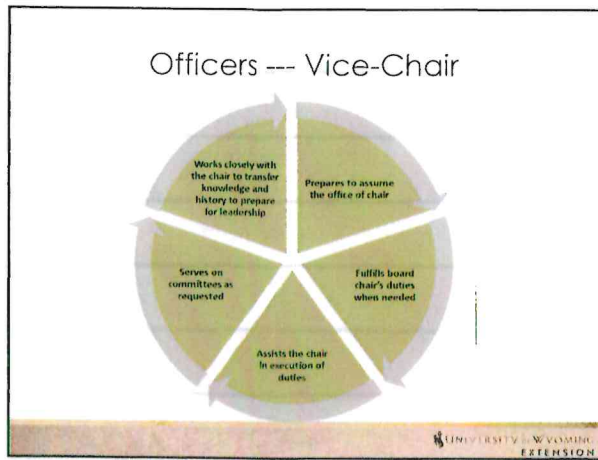 Officers --- Vice-Chair
Works closely with
the chair to transfer
knowledge and
history to prepare
for leadership
Prepares to assume
the office of chair
Fulfills board
chair's duties
when needed
Assists the chair
in execution of
duties
Serves on
committees as
requested
UNIVERSITY OF WYOMING
EXTENSION